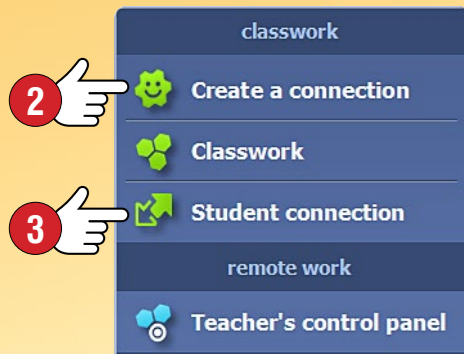 classwork
2
Create a connection
Classwork
3
Student connection
remote work
Teacher's control panel